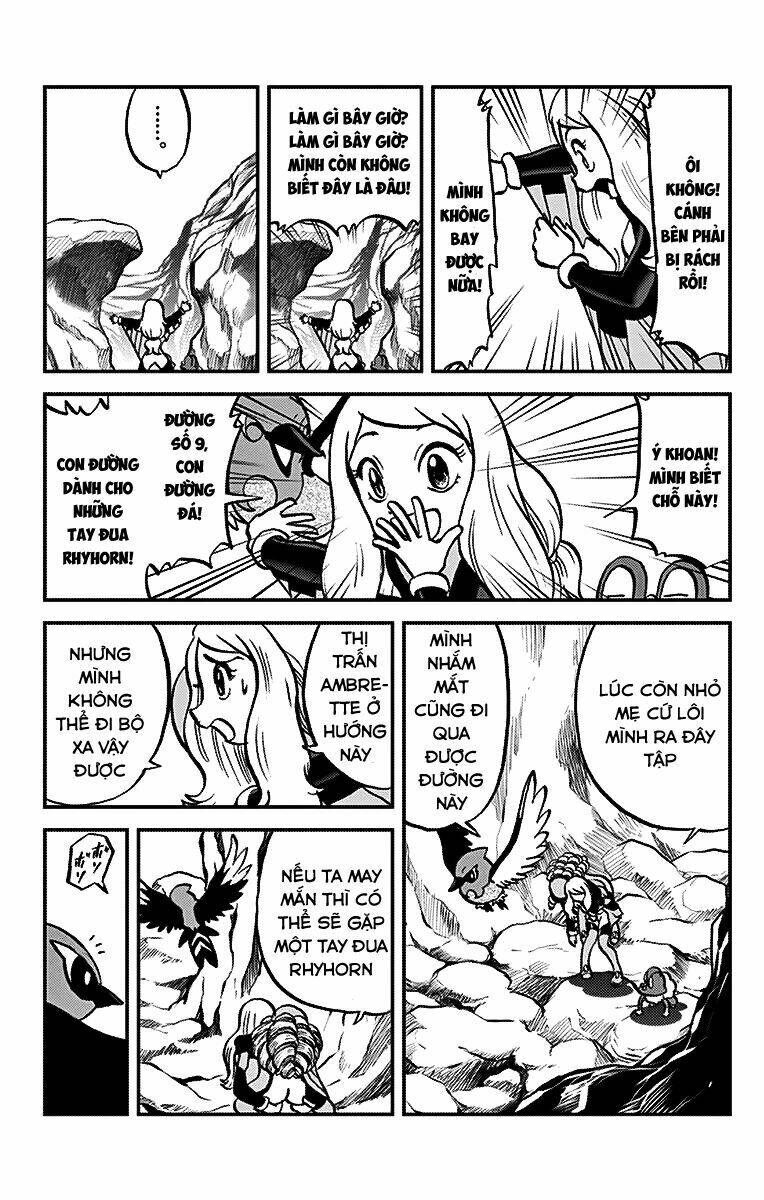 ÔI
KHÔNG!
CÁNH
BÊN PHẢI
BỊ RÁCH
RỒI!
MÌNH
KHÔNG
BAY
ĐƯỢC
NỮA!
LÀM GÌ BÂY GIỜ?
LÀM GÌ BÂY GIỜ?
MÌNH CÒN KHÔNG
BIẾT ĐÂY LÀ ĐÂU!
......。
Ý KHOAN!
MÌNH BIẾT
CHỖ NÀY!
ĐƯỜNG
SỐ 9,
CON
ĐƯỜNG
ĐÁ!
CON ĐƯỜNG
DÀNH CHO
NHỮNG
TAY ĐUA
RHYHORN!
LÚC CÒN NHỎ
MẸ CỨ LÔI
MÌNH RA ĐÂY
TẬP
MÌNH
NHẮM
MẮT
CŨNG ĐI
QUA
ĐƯỢC
ĐƯỜNG
NÀY
THỊ
TRẤN
AMBRE-
TTE Ở
HƯỚNG
NÀY
NHƯNG
MÌNH
KHÔNG
THỂ ĐI BỘ
XA VẬY
ĐƯỢC
NẾU TA MAY
MẮN THÌ CÓ
THỂ SẼ GẶP
MỘT TAY ĐUA
RHYHORN
ボソ
ボソ